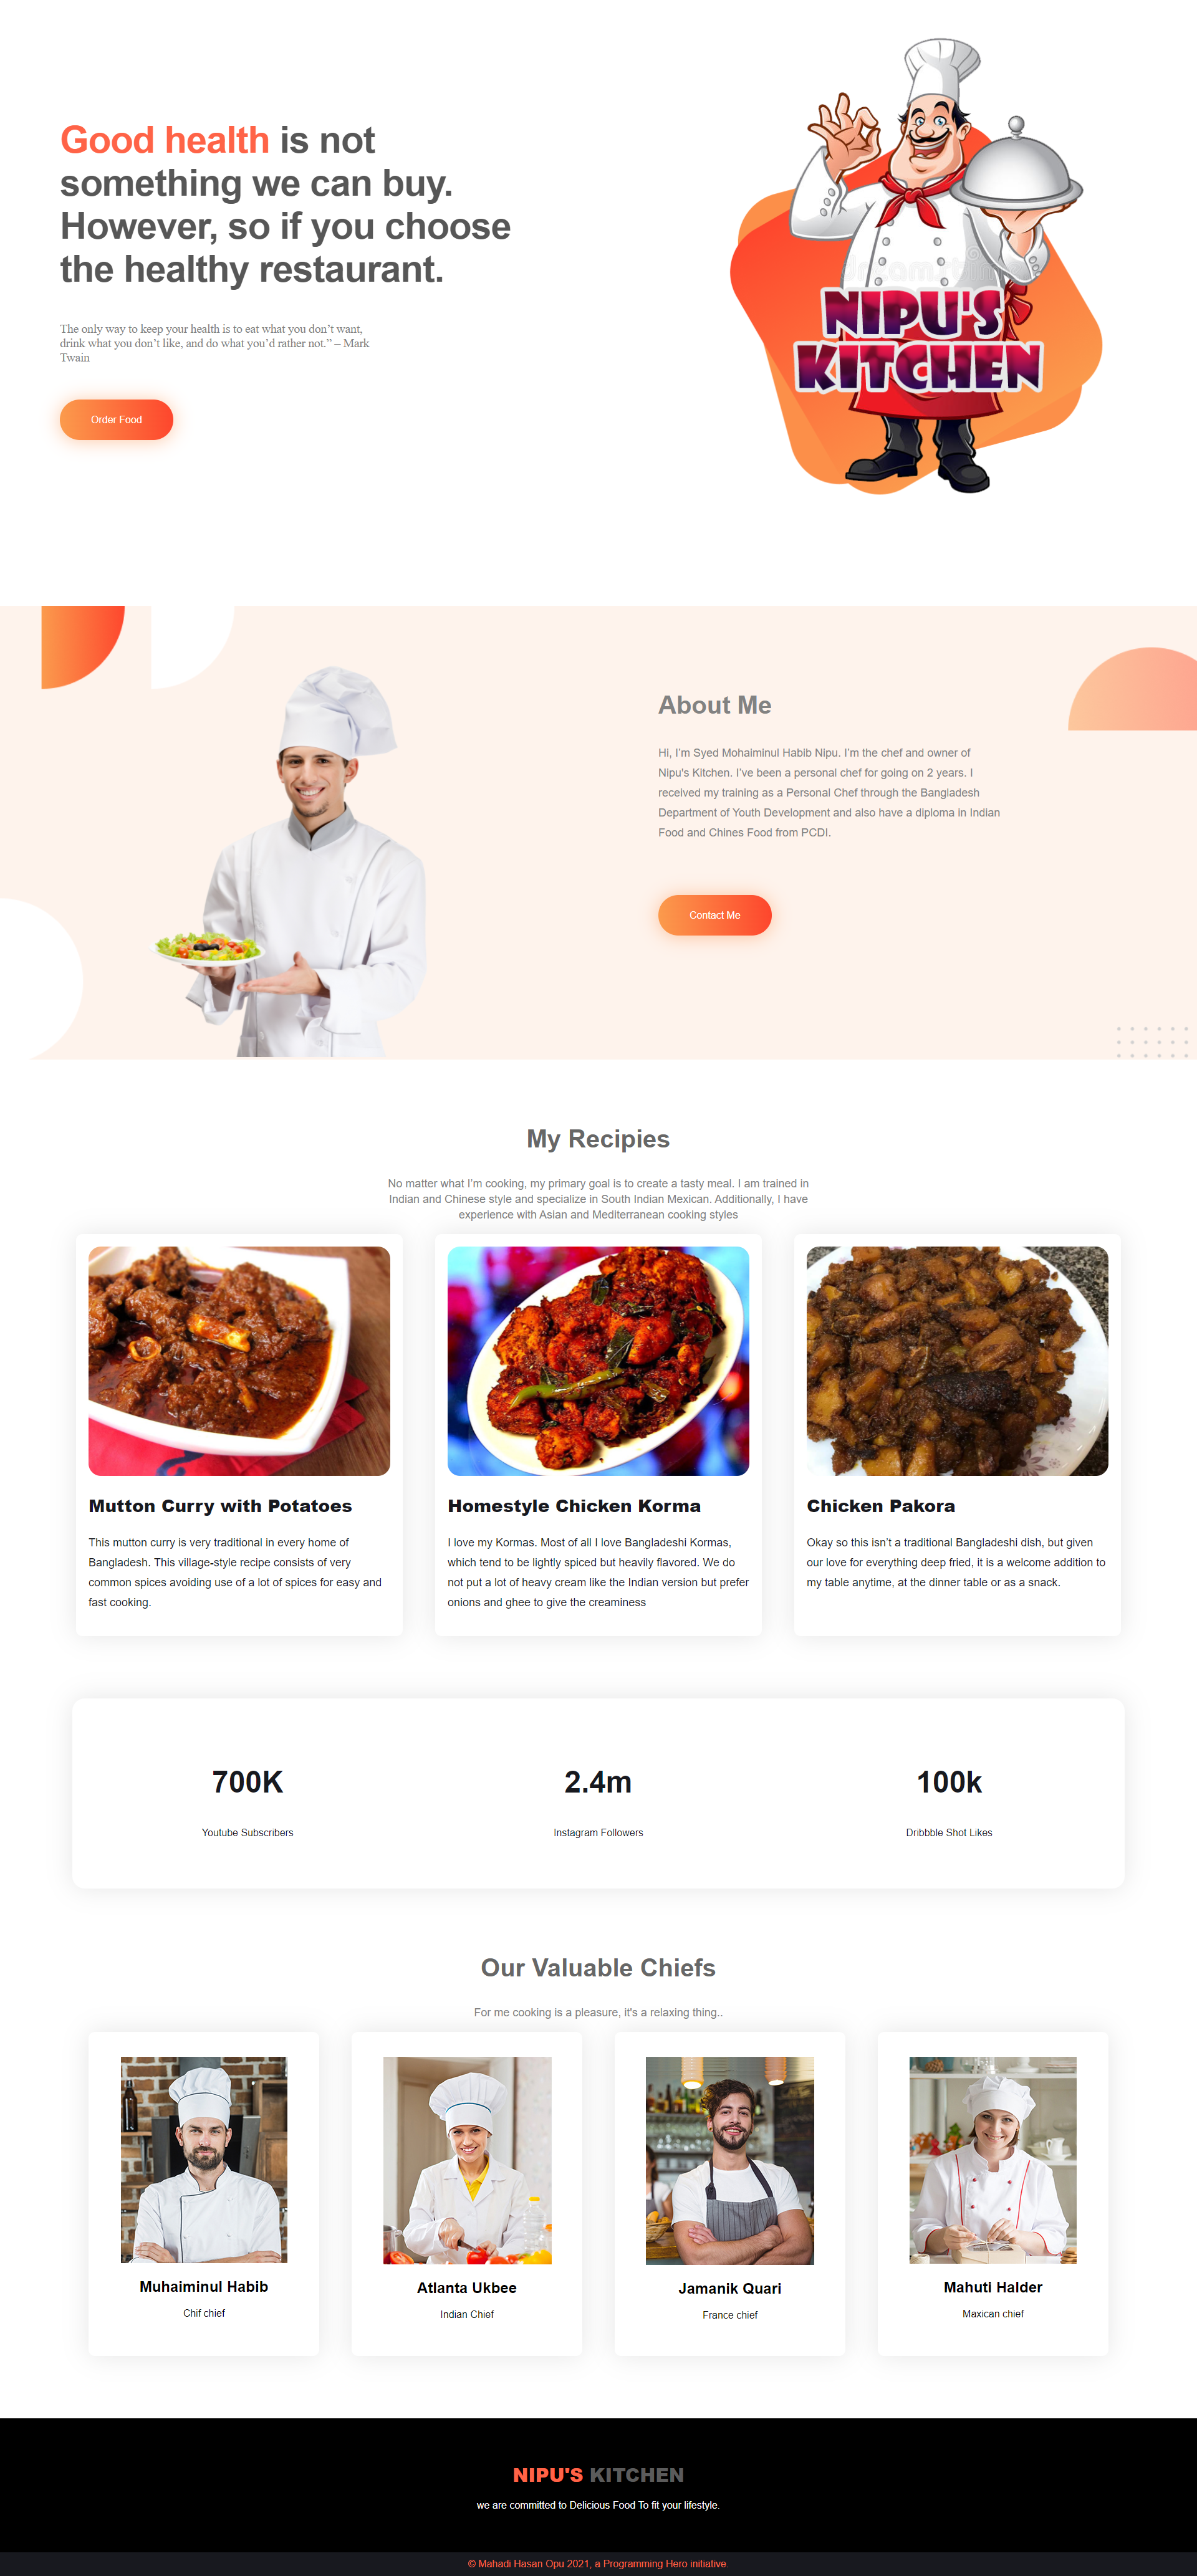 Good health is not
something we can buy.
However, so if you choose
the healthy restaurant.
The only way to keep your health is to eat what you don’t want,
drink what you don’t like, and do what you’d rather not.” – Mark
Twain
Order Food
dreamstime
NIPU'S
KITCHEN
About Me
Hi, I’m Syed Mohaiminul Habib Nipu. I’m the chef and owner of
Nipu's Kitchen. I’ve been a personal chef for going on 2 years. I
received my training as a Personal Chef through the Bangladesh
Department of Youth Development and also have a diploma in Indian
Food and Chines Food from PCDI.
Contact Me
My Recipies
No matter what I’m cooking, my primary goal is to create a tasty meal. I am trained in
Indian and Chinese style and specialize in South Indian Mexican. Additionally, I have
experience with Asian and Mediterranean cooking styles
Mutton Curry with Potatoes
This mutton curry is very traditional in every home of
Bangladesh. This village-style recipe consists of very
common spices avoiding use of a lot of spices for easy and
fast cooking.
Homestyle Chicken Korma
I love my Kormas. Most of all I love Bangladeshi Kormas,
which tend to be lightly spiced but heavily flavored. We do
not put a lot of heavy cream like the Indian version but prefer
onions and ghee to give the creaminess
Chicken Pakora
Okay so this isn’t a traditional Bangladeshi dish, but given
our love for everything deep fried, it is a welcome addition to
my table anytime, at the dinner table or as a snack.
700K
Youtube Subscribers
2.4m
Instagram Followers
100k
Dribbble Shot Likes
Our Valuable Chiefs
For me cooking is a pleasure, it's a relaxing thing..
Muhaiminul Habib
Chif chief
Atlanta Ukbee
Indian Chief
Jamanik Quari
France chief
Mahuti Halder
Maxican chief
NIPU'S KITCHEN
we are committed to Delicious Food To fit your lifestyle.
© Mahadi Hasan Opu 2021, a Programming Hero initiative.